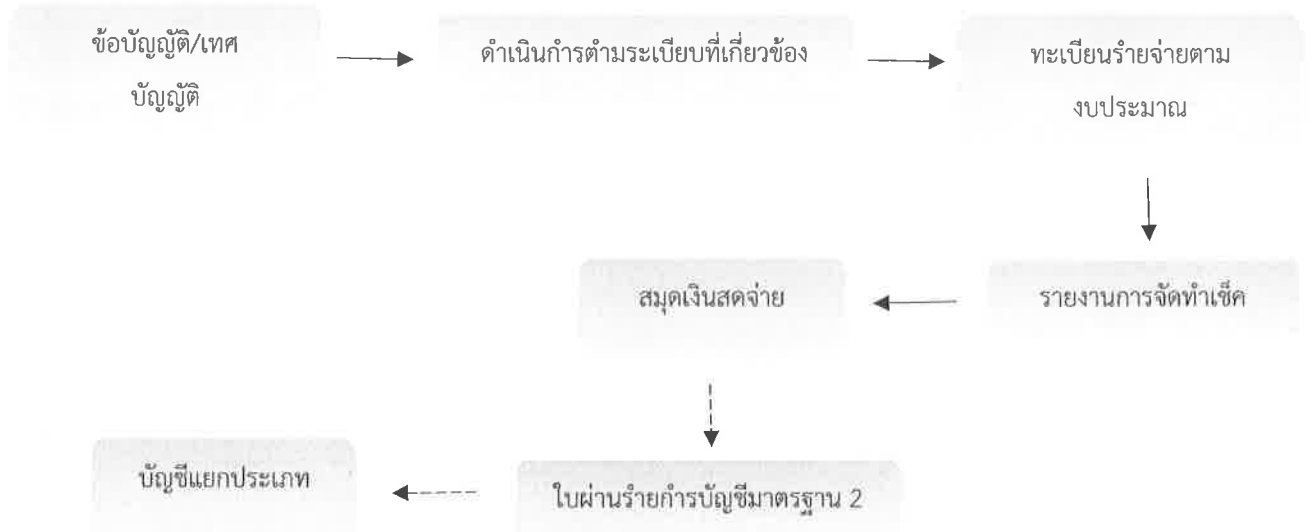 ข้อบัญญัติ/เทศ
บัญญัติ
ดำเนินกำรตำมระเบียบที่เกี่ยวข้อง
ทะเบียนรำยจ่ายตาม
งบประมาณ
รายงานการจัดทำเช็ค
สมุดเงินสดจ่าย
ใบผ่านรำยกำรบัญชีมาตรฐาน 2
บัญชีแยกประเภท